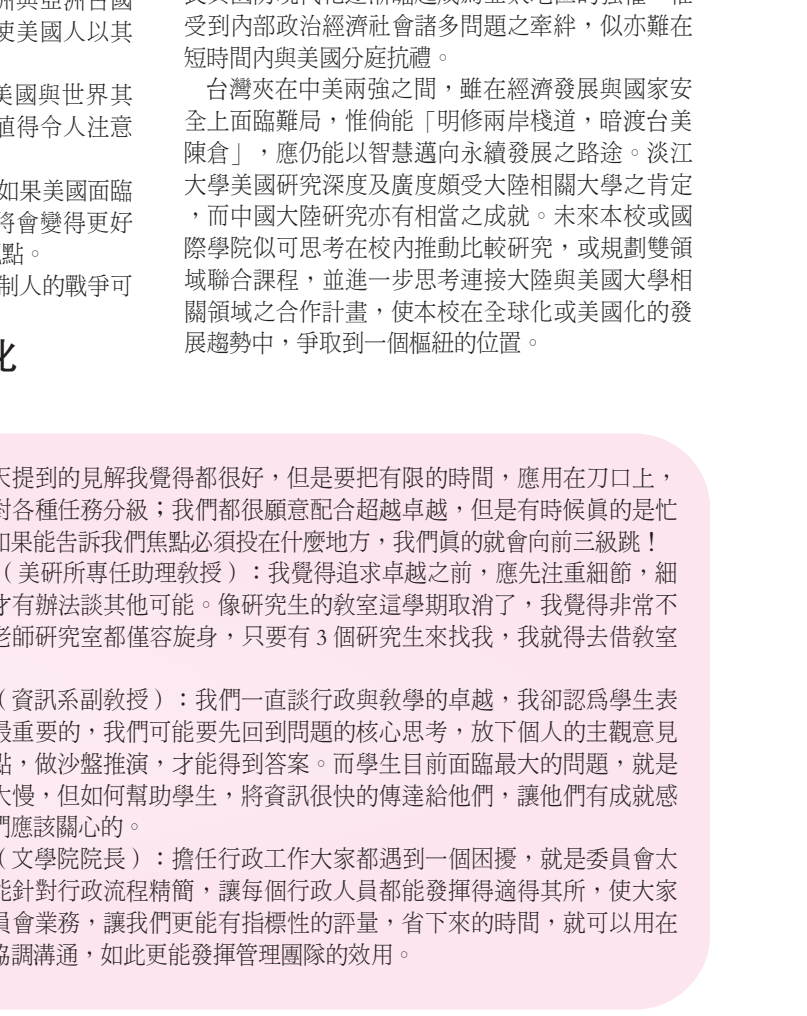 使美國人以其
美國與世界其
值得令人注意
如果美國面臨
將會變得更好
點。
制人的戰爭可
化
受到內部政治經濟社會諸多問題之牽絆，似亦難在
短時間內與美國分庭抗禮。
台灣夾在中美兩強之間，雖在經濟發展與國家安
全上面臨難局，惟倘能「明修兩岸棧道，暗渡台美
陳倉」，應仍能以智慧邁向永續發展之路途。淡江
大學美國研究深度及廣度頗受大陸相關大學之肯定
，而中國大陸研究亦有相當之成就。未來本校或國
際學院似可思考在校內推動比較研究，或規劃雙領
域聯合課程，並進一步思考連接大陸與美國大學相
關領域之合作計畫，使本校在全球化或美國化的發
展趨勢中，爭取到一個樞紐的位置。
天提到的見解我覺得都很好，但是要把有限的時間，應用在刀口上，
對各種任務分級；我們都很願意配合超越卓越，但是有時候真的是忙
如果能告訴我們焦點必須投在什麼地方，我們真的就會向前三級跳！
（美研所專任助理教授）：我覺得追求卓越之前，應先注重細節，細
才有辦法談其他可能。像研究生的教室這學期取消了，我覺得非常不
老師研究室都僅容旋身，只要有 3 個研究生來找我，我就得去借教室
（資訊系副教授）：我們一直談行政與教學的卓越，我卻認為學生表
最重要的，我們可能要先回到問題的核心思考，放下個人的主觀意見
點，做沙盤推演，才能得到答案。而學生目前面臨最大的問題，就是
太慢，但如何幫助學生，將資訊很快的傳達給他們，讓他們有成就感
們應該關心的。
（文學院院長）：擔任行政工作大家都遇到一個困擾，就是委員會太
能針對行政流程精簡，讓每個行政人員都能發揮得適得其所，使大家
員會業務，讓我們更能有指標性的評量，省下來的時間，就可以用在
協調溝通，如此更能發揮管理團隊的效用。